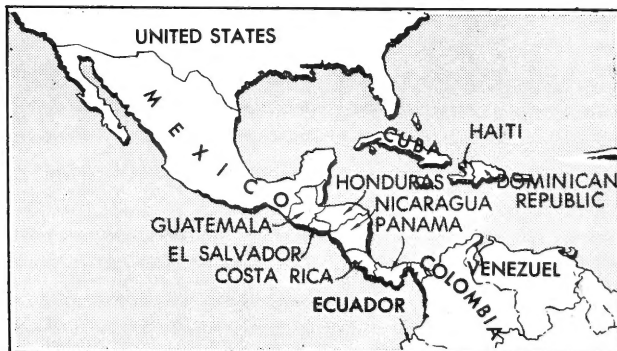 UNITED STATES
MEXICO
CUBA
HAITI
DOMINICAN
REPUBLIC
HONDURAS
NICARAGUA
PANAMA
GUATEMALA
EL SALVADOR
COSTA RICA
ECUADOR
COLOMBIA
VENEZUEL